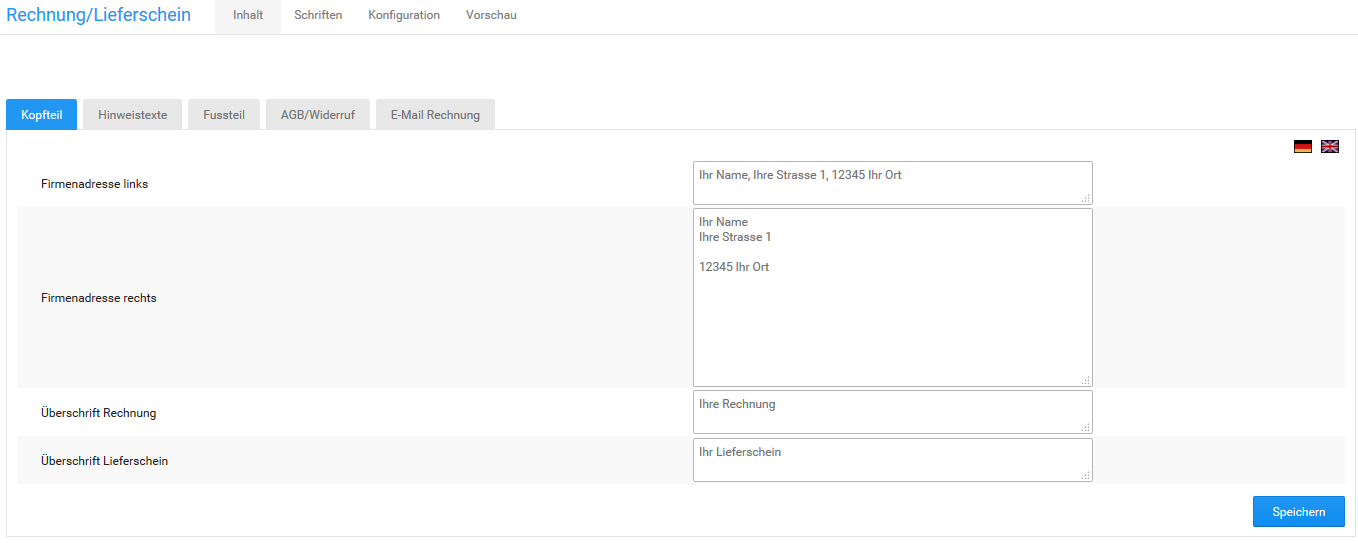 Rechnung/Lieferschein
Inhalt
Schriften
Konfiguration
Vorschau
Kopfteil
Hinweistexte
Fussteil
AGB/Widerruf
E-Mail Rechnung
Firmenadresse links
Ihr Name, Ihre Strasse 1, 12345 Ihr Ort
Firmenadresse rechts
Ihr Name
Ihre Strasse 1
12345 Ihr Ort
Überschrift Rechnung
Ihre Rechnung
Überschrift Lieferschein
Ihr Lieferschein
Speichern